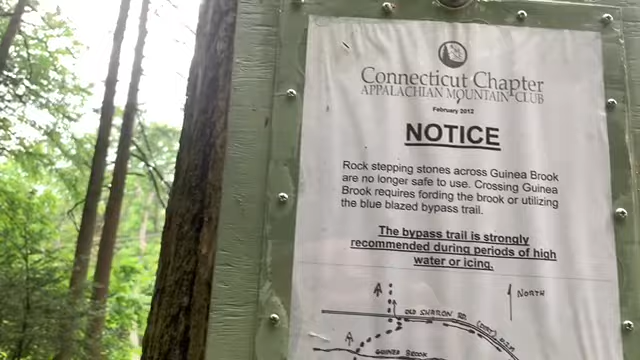 Connecticut Chapter
APPALACHIAN MOUNTAIN CLUB
February 2012
NOTICE
Rock stepping stones across Guinea Brook
are no longer safe to use. Crossing Guinea
Brook requires fording the brook or utilizing
the blue blazed bypass trail.
The bypass trail is strongly
recommended during periods of high
water or icing.
NORTH
OLD SHARON RD
GUINEA BROOK